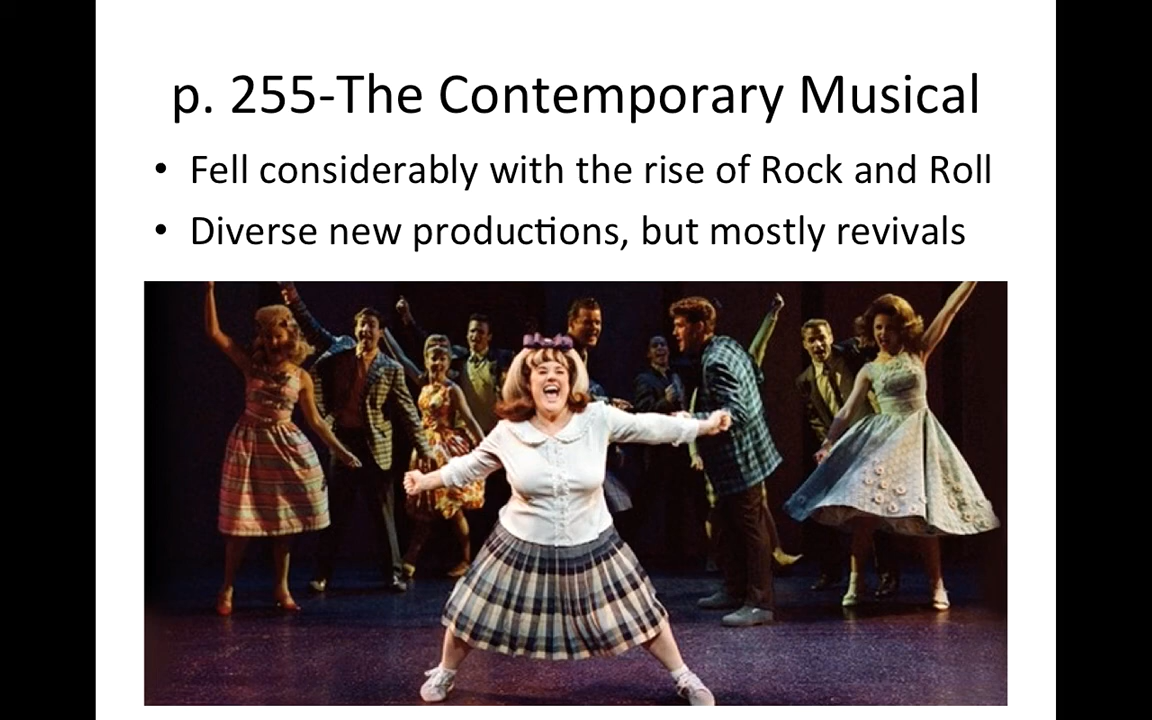 p. 255-The Contemporary Musical
• Fell considerably with the rise of Rock and Roll
• Diverse new productions, but mostly revivals